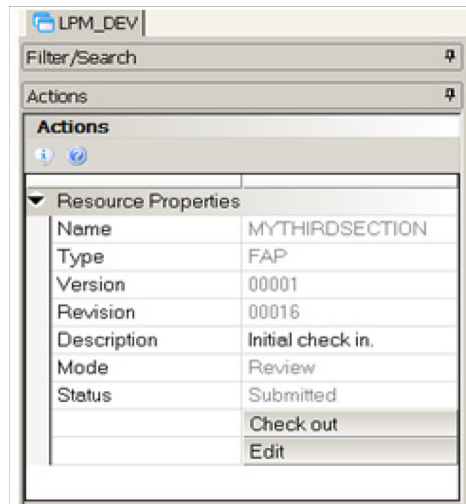 LPM_DEV
Filter/Search
Actions
Actions
Resource Properties
Name MYTHIRDSECTION
Type FAP
Version 00001
Revision 00016
Description Initial check in.
Mode Review
Status Submitted
Check out
Edit